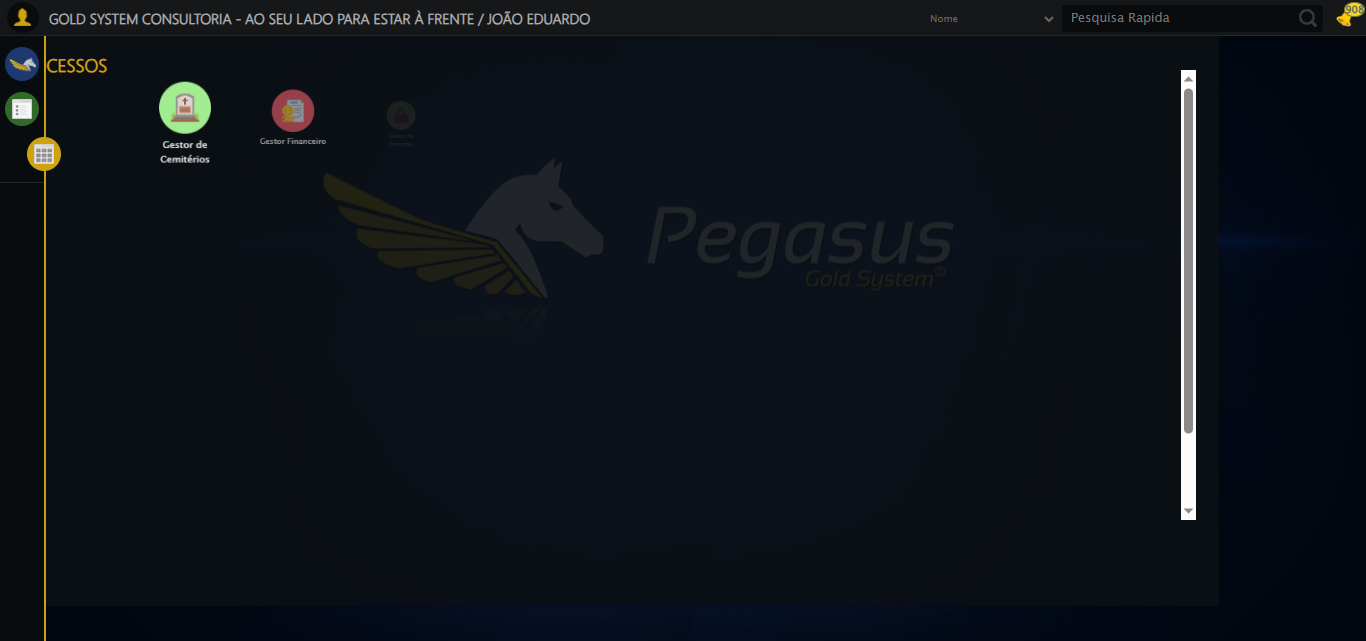 GOLD SYSTEM CONSULTORIA - AO SEU LADO PARA ESTAR À FRENTE / JOÃO EDUARDO
Nome
Pesquisa Rapida
908
CESSOS
Gestor de
Cemitérios
Gestor Financeiro
Pegasus
Gold System®